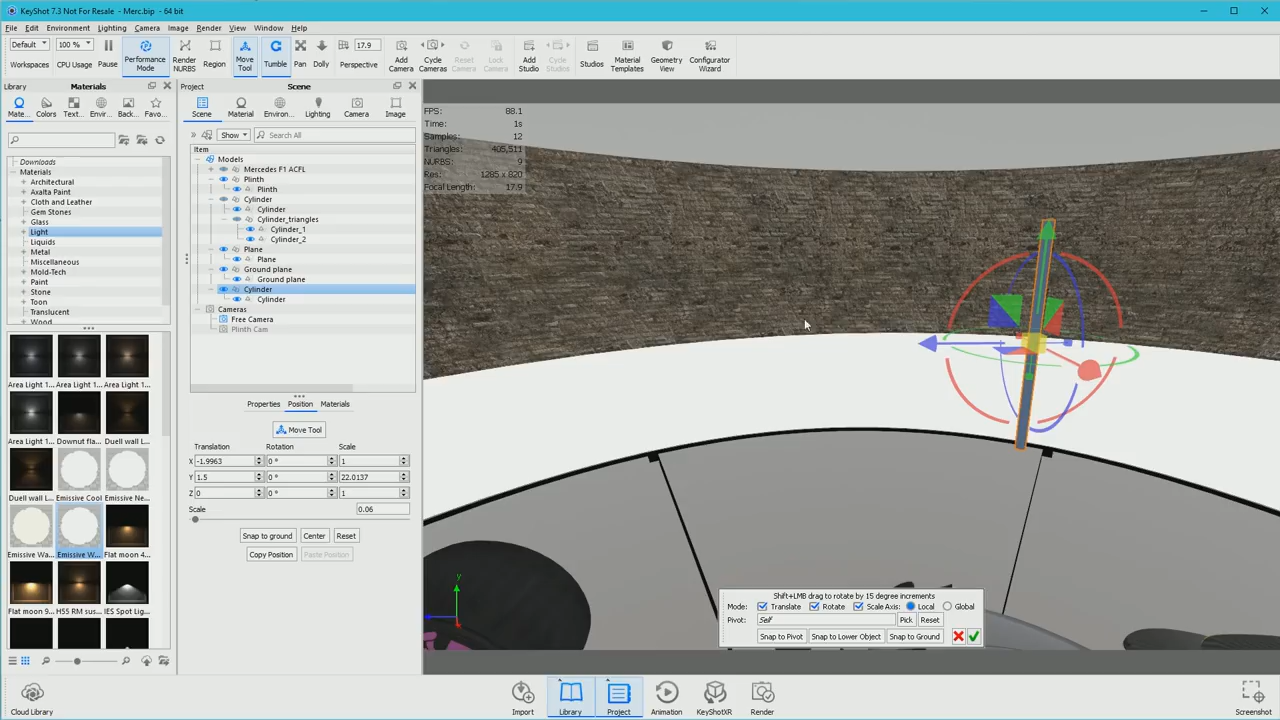 KeyShot 7.3 Not For Resale - Merc.bip - 64 bit
File Edit Environment Lighting Camera Image Render View Window Help
Default 100 % 17.9
Workspaces CPU Usage Pause Performance Mode Render NURBS Region Move Tool Tumble Pan Dolly Perspective Add Camera Cycle Cameras Reset Camera Lock Camera Add Studio Cycle Studios Studios Material Templates Geometry View Configurator Wizard
Library Materials
Mate... Colors Text... Envir... Back... Favo...
Downloads
Materials
Architectural
Axalta Paint
Cloth and Leather
Gem Stones
Glass
Light
Liquids
Metal
Miscellaneous
Mold-Tech
Paint
Stone
Toon
Translucent
Wood
Area Light 1... Area Light 1... Area Light 1...
Area Light 1... Downut fla... Duell wall L...
Duell wall L... Emissive Cool Emissive Ne...
Emissive Wa... Emissive W... Flat moon 4...
Flat moon 9... H55 RM sus... IES Spot Lig...
Project Scene
Scene Material Environ... Lighting Camera Image
Show Search All
Item
Models
Mercedes F1 ACFL
Plinth
Plinth
Cylinder
Cylinder
Cylinder_triangles
Cylinder_1
Cylinder_2
Plane
Plane
Ground plane
Ground plane
Cylinder
Cylinder
Cameras
Free Camera
Plinth Cam
Properties Position Materials
Move Tool
Translation Rotation Scale
X -1.9963 0 ° 1
Y 1.5 0 ° 22.0137
Z 0 0 ° 1
Scale 0.06
Snap to ground Center Reset
Copy Position Paste Position
FPS: 88.1
Time: 1s
Samples: 12
Triangles: 405,511
NURBS: 9
Res: 1285 x 820
Focal Length: 17.9
y
Shift+LMB drag to rotate by 15 degree increments
Mode: Translate Rotate Scale Axis: Local Global
Pivot: Self Pick Reset
Snap to Pivot Snap to Lower Object Snap to Ground
Cloud Library Import Library Project Animation KeyShotXR Render Screenshot